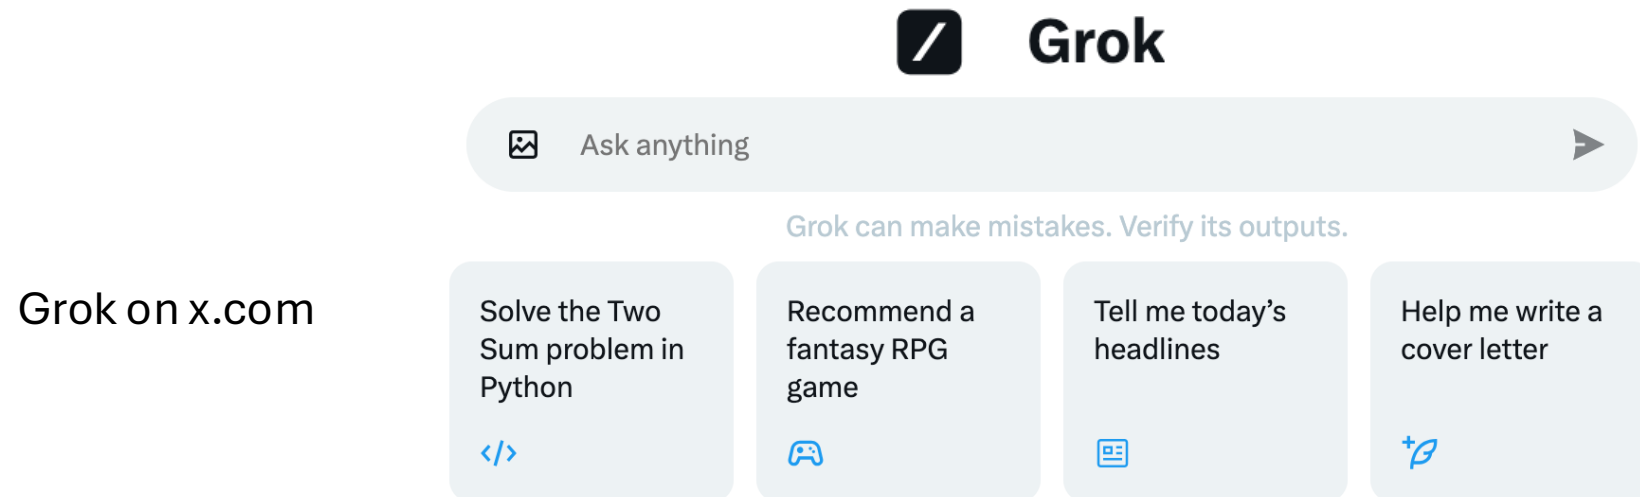 Grok
Ask anything
Grok can make mistakes. Verify its outputs.
Grok on x.com
Solve the Two
Sum problem in
Python
Recommend a
fantasy RPG
game
Tell me today’s
headlines
Help me write a
cover letter